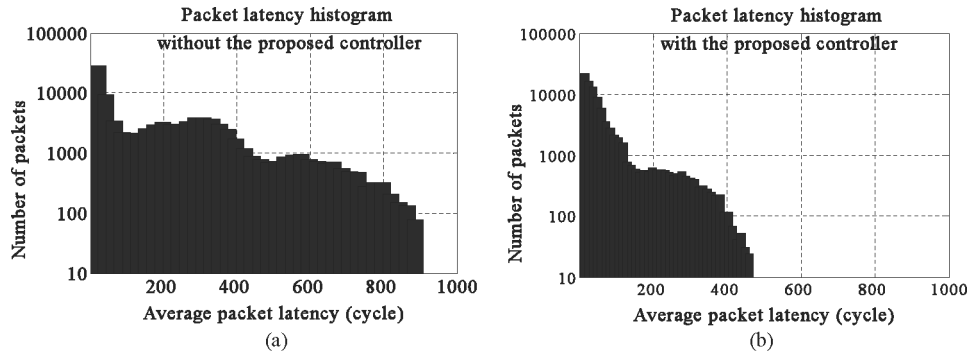 Packet latency histogram
without the proposed controller
100000
10000
1000
100
10
Number of packets
200 400 600 800 1000
Average packet latency (cycle)
(a)
Packet latency histogram
with the proposed controller
100000
10000
1000
100
10
Number of packets
200 400 600 800 1000
Average packet latency (cycle)
(b)